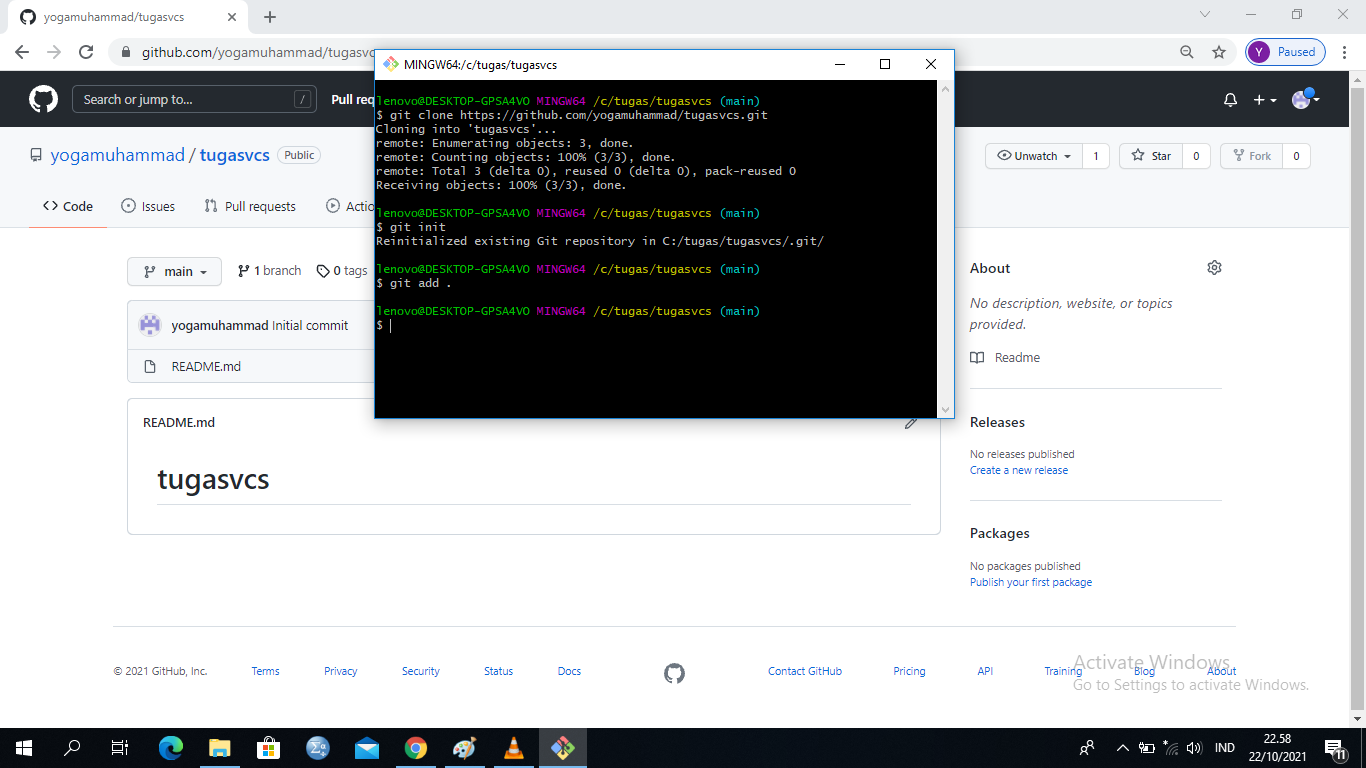 yogamuhammad/tugasvcs
github.com/yogamuhammad/tugasvc
Paused
Y
MINGW64:/c/tugas/tugasvcs
Search or jump to...
/
Pull req
yogamuhammad / tugasvcs Public
Unwatch 1
Star 0
Fork 0
Code
Issues
Pull requests
Actio
lenovo@DESKTOP-GPSA4VO MINGW64 /c/tugas/tugasvcs (main)
$ git clone https://github.com/yogamuhammad/tugasvcs.git
Cloning into 'tugasvcs'...
remote: Enumerating objects: 3, done.
remote: Counting objects: 100% (3/3), done.
remote: Total 3 (delta 0), reused 0 (delta 0), pack-reused 0
Receiving objects: 100% (3/3), done.
lenovo@DESKTOP-GPSA4VO MINGW64 /c/tugas/tugasvcs (main)
$ git init
Reinitialized existing Git repository in C:/tugas/tugasvcs/.git/
lenovo@DESKTOP-GPSA4VO MINGW64 /c/tugas/tugasvcs (main)
$ git add .
lenovo@DESKTOP-GPSA4VO MINGW64 /c/tugas/tugasvcs (main)
$
main
1 branch
0 tags
yogamuhammad Initial commit
README.md
README.md
tugasvcs
About
No description, website, or topics
provided.
Readme
Releases
No releases published
Create a new release
Packages
No packages published
Publish your first package
© 2021 GitHub, Inc.
Terms
Privacy
Security
Status
Docs
Contact GitHub
Pricing
API
Training
Blog
About
Activate Windows
Go to Settings to activate Windows.
IND
22.58
22/10/2021
11